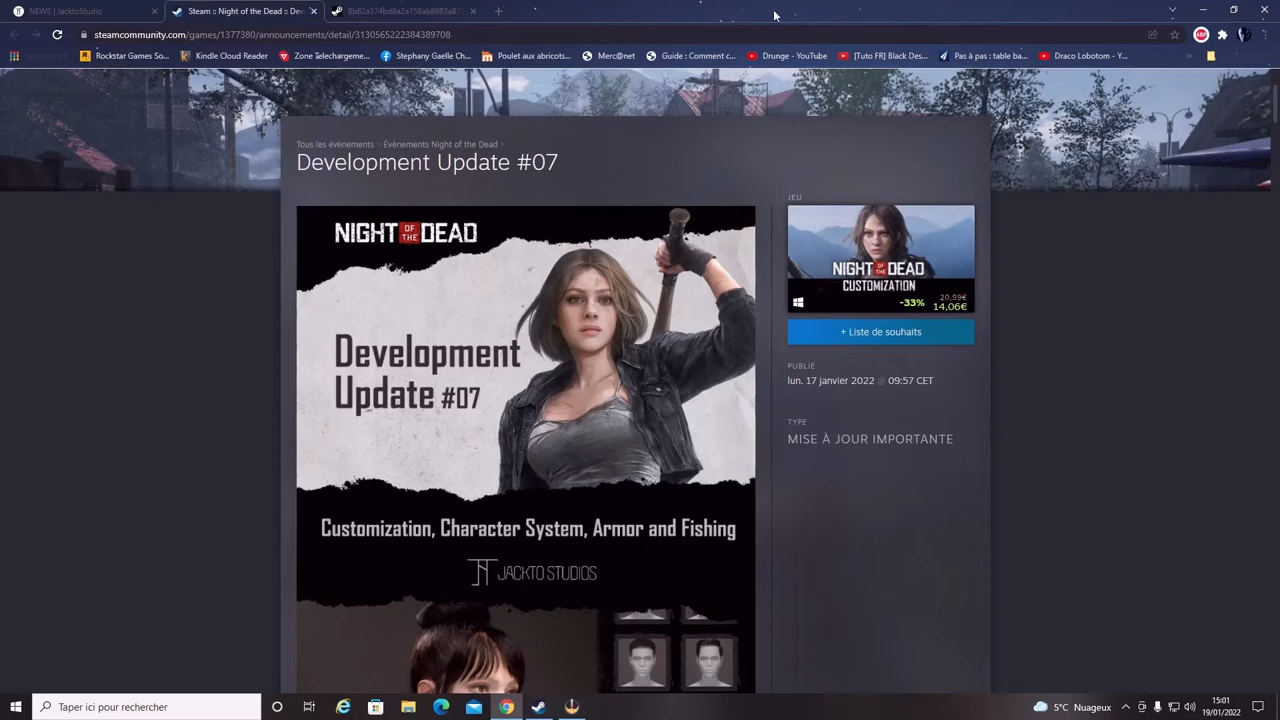 NEWS | JacktoStudio
Steam :: Night of the Dead :: Dev
8b82a374bd8a2a158ab8983a87
steamcommunity.com/games/1377380/announcements/detail/3130565222384389708
ABP
Rockstar Games So...
Kindle Cloud Reader
Zone Telechargeme...
Stephany Gaelle Ch...
Poulet aux abricots...
Merc@net
Guide : Comment c...
Drunge - YouTube
[Tuto FR] Black Des...
Pas à pas : table ba...
Draco Lobotom - Y...
»
Tous les évènements > Évènements Night of the Dead >
Development Update #07
NIGHT OF THE DEAD
Development
Update #07
Customization, Character System, Armor and Fishing
JACKTO STUDIOS
JEU
NIGHT OF THE DEAD
CUSTOMIZATION
-33% 20,99€
14,06€
+ Liste de souhaits
PUBLIÉ
lun. 17 janvier 2022 @ 09:57 CET
TYPE
MISE À JOUR IMPORTANTE
Taper ici pour rechercher
5°C Nuageux
15:01
19/01/2022